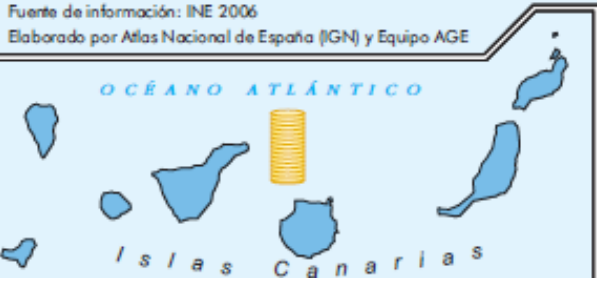 Fuente de información: INE 2006
Elaborado por Atlas Nacional de España (IGN) y Equipo AGE
OCÉANO ATLÁNTICO
Islas Canarias